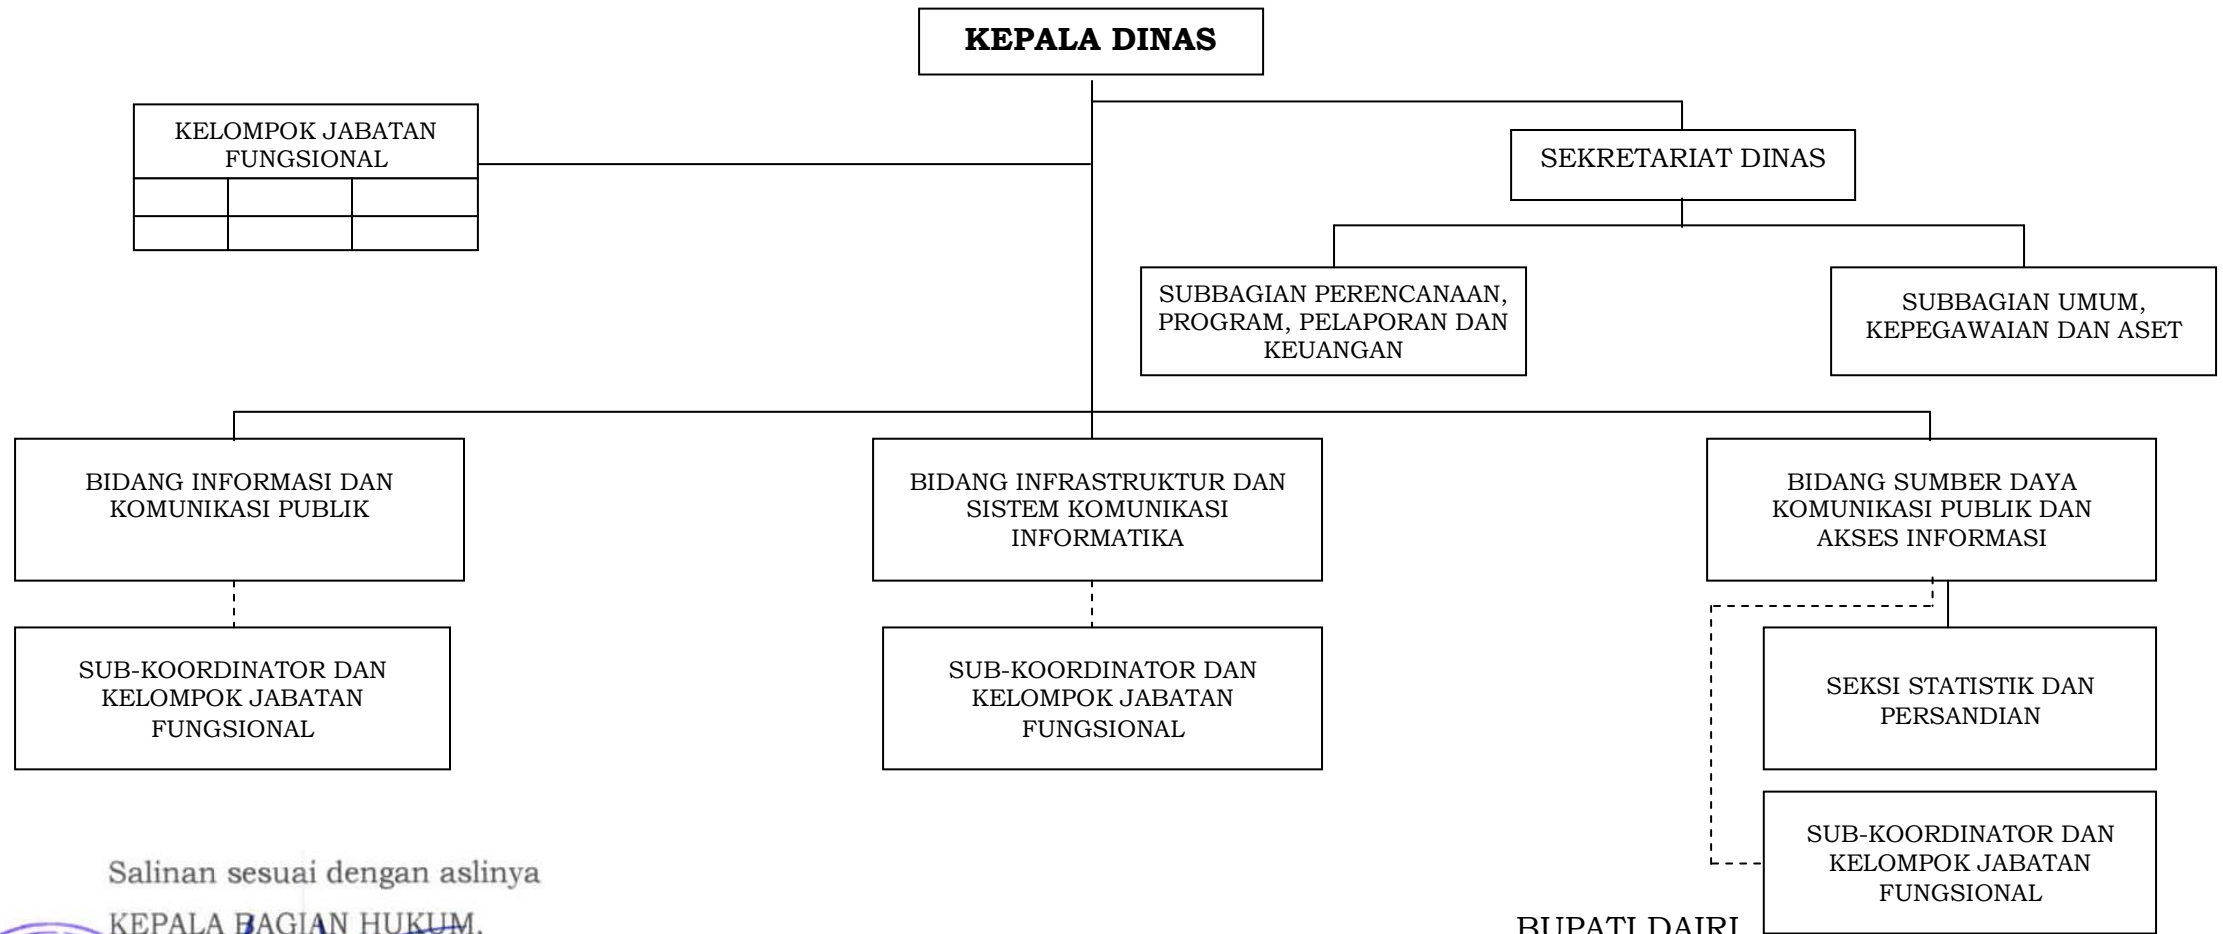 KEPALA DINAS
KELOMPOK JABATAN
FUNGSIONAL
SEKRETARIAT DINAS
SUBBAGIAN PERENCANAAN,
PROGRAM, PELAPORAN DAN
KEUANGAN
SUBBAGIAN UMUM,
KEPEGAWAIAN DAN ASET
BIDANG INFORMASI DAN
KOMUNIKASI PUBLIK
BIDANG INFRASTRUKTUR DAN
SISTEM KOMUNIKASI
INFORMATIKA
BIDANG SUMBER DAYA
KOMUNIKASI PUBLIK DAN
AKSES INFORMASI
SUB-KOORDINATOR DAN
KELOMPOK JABATAN
FUNGSIONAL
SUB-KOORDINATOR DAN
KELOMPOK JABATAN
FUNGSIONAL
SEKSI STATISTIK DAN
PERSANDIAN
SUB-KOORDINATOR DAN
KELOMPOK JABATAN
FUNGSIONAL
Salinan sesuai dengan aslinya
KEPALA BAGIAN HUKUM,
BUPATI DAIRI